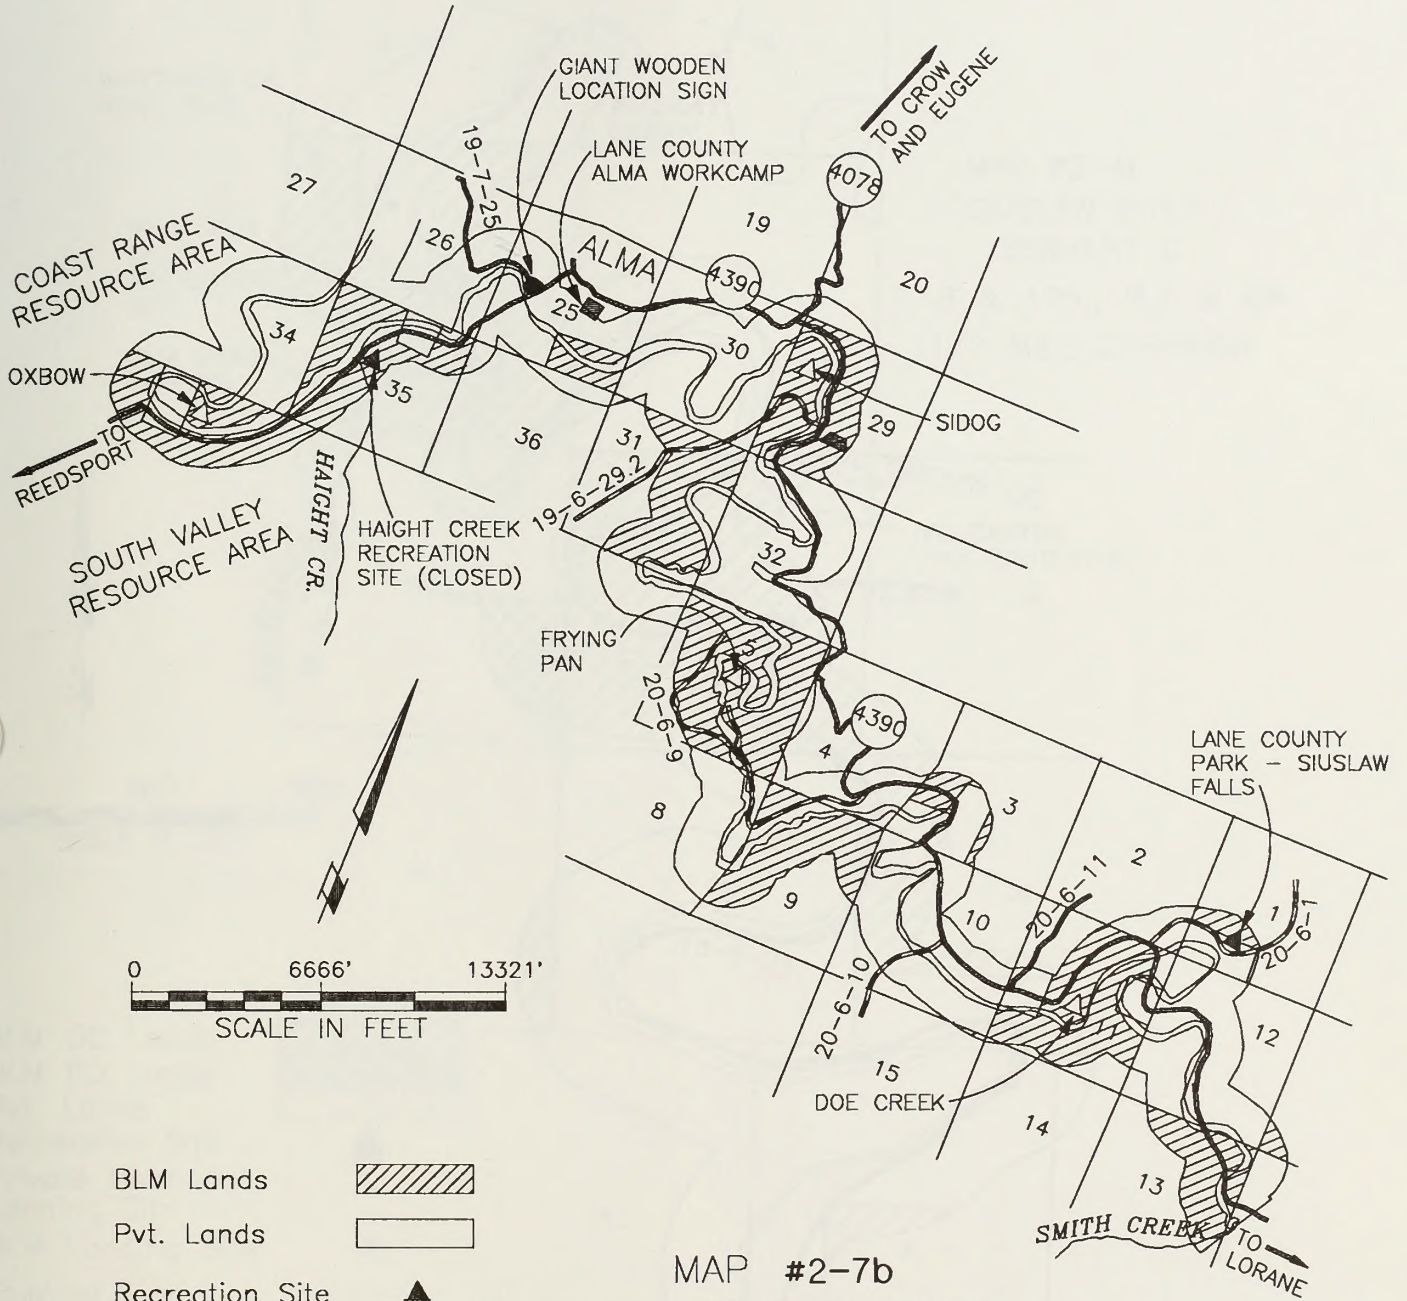 GIANT WOODEN
LOCATION SIGN
TO CROW
AND EUGENE
LANE COUNTY
ALMA WORKCAMP
19-7-25
4078
27
26
19
20
COAST RANGE
RESOURCE AREA
ALMA
4390
34
25
30
OXBOW
35
36
31
29
SIDOG
TO
REEDSPORT
19-6-29.2
HAIGHT CR.
SOUTH VALLEY
RESOURCE AREA
HAIGHT CREEK
RECREATION
SITE (CLOSED)
32
FRYING
PAN
5
20-6-9
4
4390
LANE COUNTY
PARK - SIUSLAW
FALLS
8
3
2
9
10
20-6-11
1
20-6-1
20-6-10
12
0 6666' 13321'
SCALE IN FEET
15
DOE CREEK
14
13
SMITH CREEK
TO
LORANE
BLM Lands
Pvt. Lands
Recreation Site
MAP #2-7b